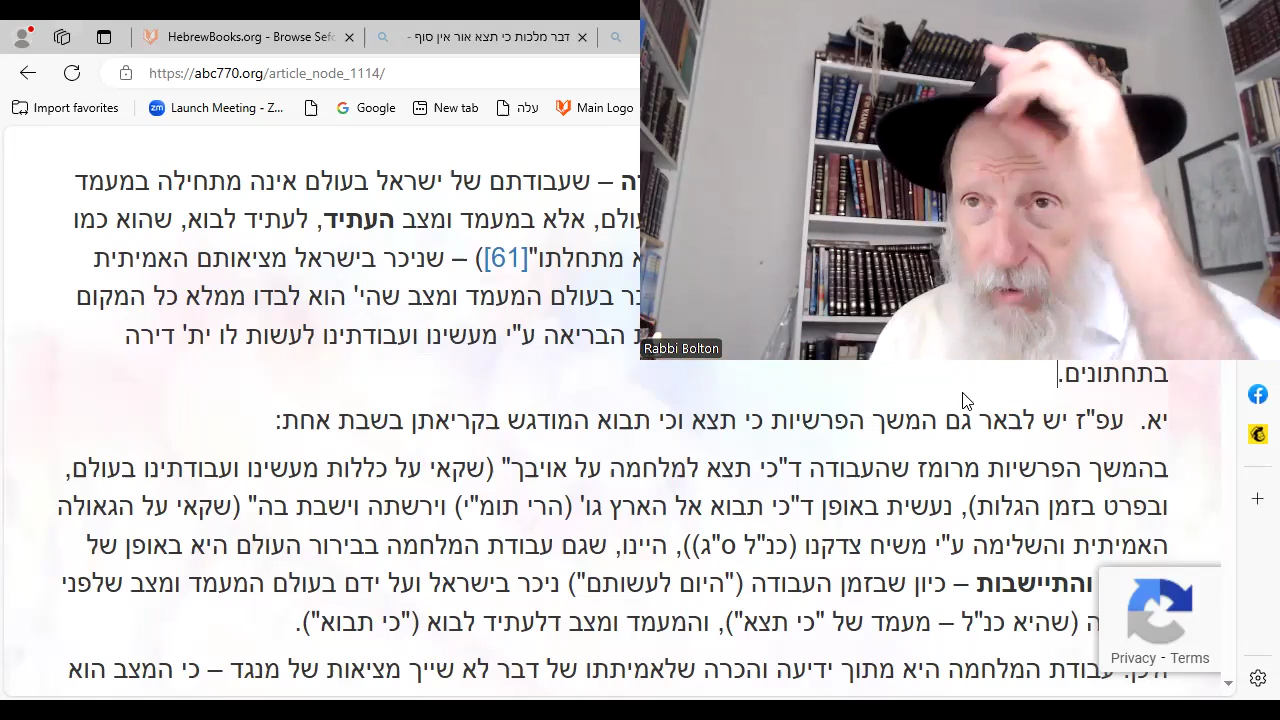 HebrewBooks.org - Browse Sef
דבר מלכות כי תצא אור אין סוף -
https://abc770.org/article_node_1114/
Import favorites
Launch Meeting - Z...
Google
New tab
עלה
Main Logo
zm
TANYA
Rabbi Bolton
– שעבודתם של ישראל בעולם אינה מתחילה במעמד
אלא במעמד ומצב העתיד, לעתיד לבוא, שהוא כמו
מתחלתו"[61]) – שניכר בישראל מציאותם האמיתית
בעולם המעמד ומצב שהי' הוא לבדו ממלא כל המקום
הבריאה ע"י מעשינו ועבודתינו לעשות לו ית' דירה
בתחתונים.
יא. עפ"ז יש לבאר גם המשך הפרשיות כי תצא וכי תבוא המודגש בקריאתן בשבת אחת:
בהמשך הפרשיות מרומז שהעבודה ד"כי תצא למלחמה על אויבך" (שקאי על כללות מעשינו ועבודתינו בעולם,
ובפרט בזמן הגלות), נעשית באופן ד"כי תבוא אל הארץ גו' (הרי תומ"י) וירשתה וישבת בה" (שקאי על הגאולה
האמיתית והשלימה ע"י משיח צדקנו (כנ"ל ס"ג)), היינו, שגם עבודת המלחמה בבירור העולם היא באופן של
והתיישבות – כיון שבזמן העבודה ("היום לעשותם") ניכר בישראל ועל ידם בעולם המעמד ומצב שלפני
(שהיא כנ"ל – מעמד של "כי תצא"), והמעמד ומצב דלעתיד לבוא ("כי תבוא").
עבודת המלחמה היא מתוך ידיעה והכרה שלאמיתתו של דבר לא שייך מציאות של מנגד – כי המצב הוא
Privacy - Terms